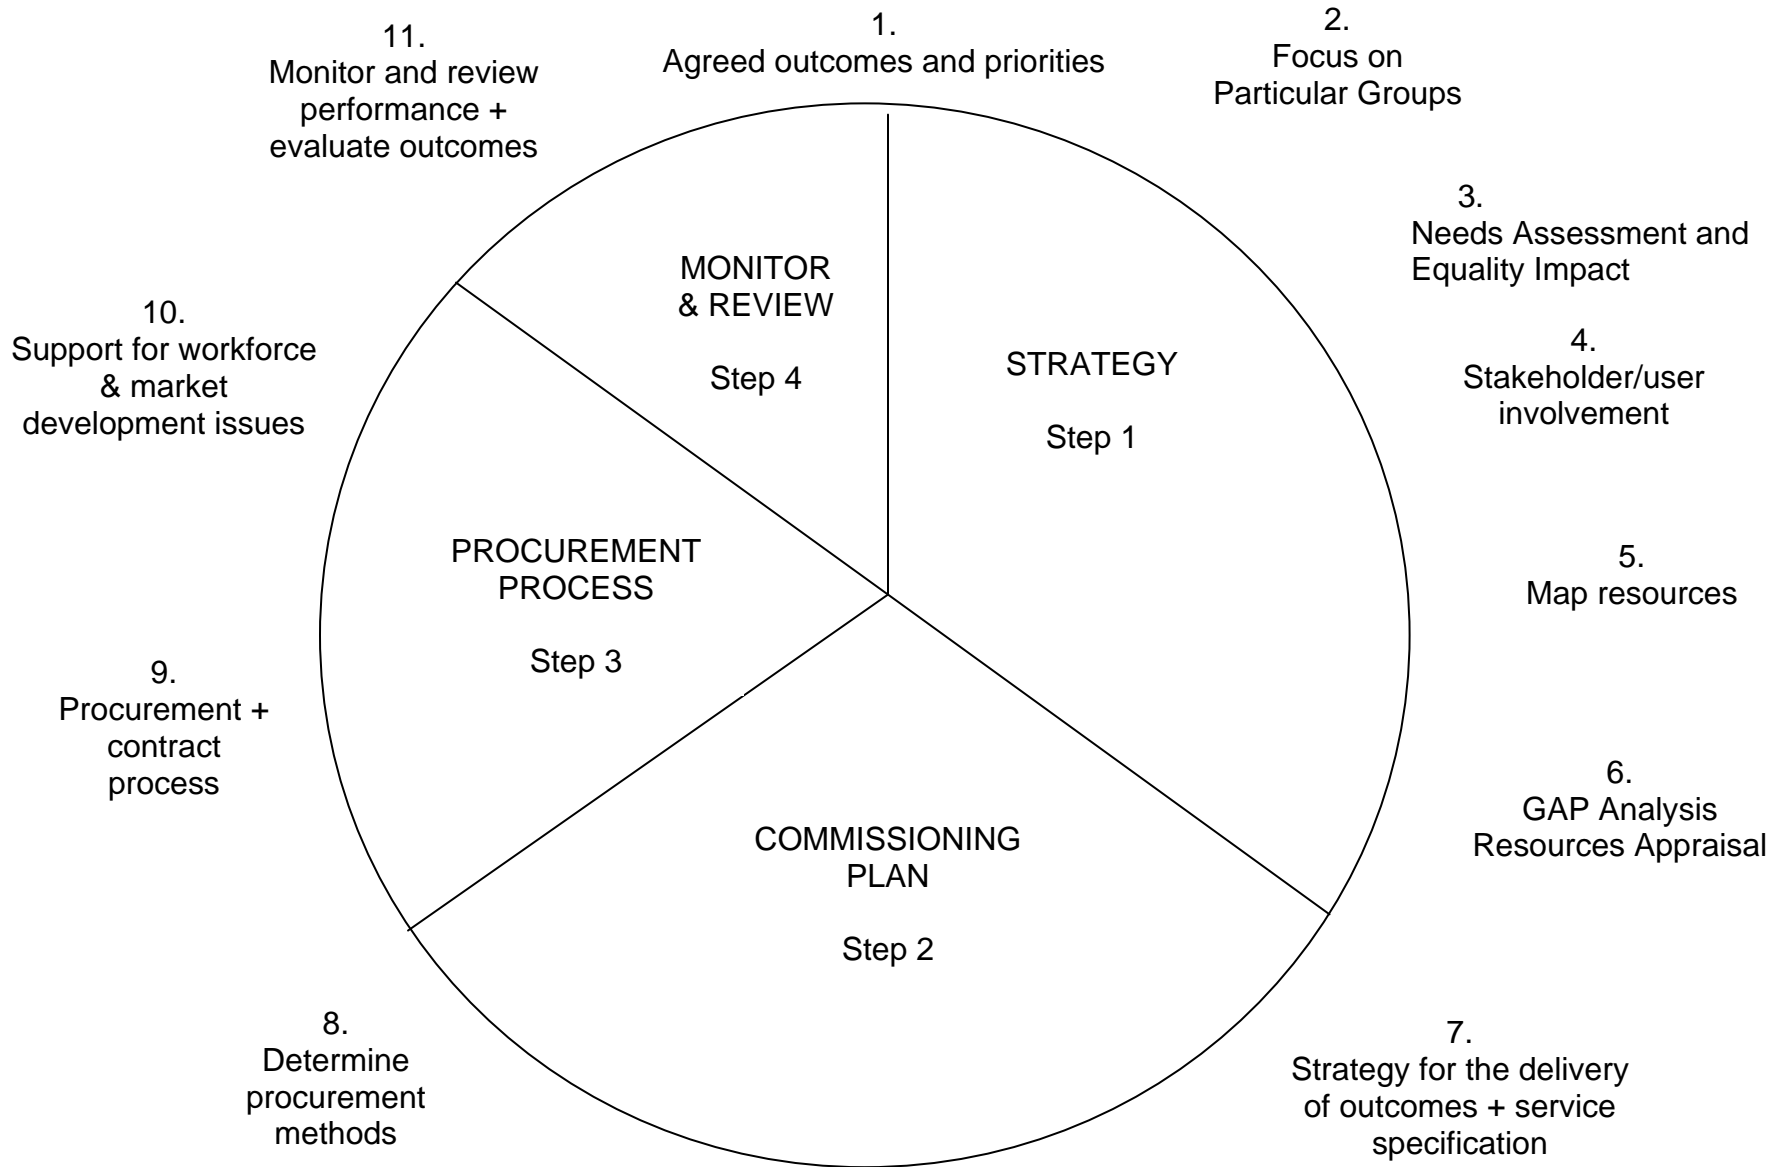 1.
Agreed outcomes and priorities
2.
Focus on
Particular Groups
3.
Needs Assessment and
Equality Impact
4.
Stakeholder/user
involvement
5.
Map resources
6.
GAP Analysis
Resources Appraisal
7.
Strategy for the delivery
of outcomes + service
specification
8.
Determine
procurement
methods
9.
Procurement +
contract
process
10.
Support for workforce
& market
development issues
11.
Monitor and review
performance +
evaluate outcomes
STRATEGY
Step 1
COMMISSIONING
PLAN
Step 2
PROCUREMENT
PROCESS
Step 3
MONITOR
& REVIEW
Step 4